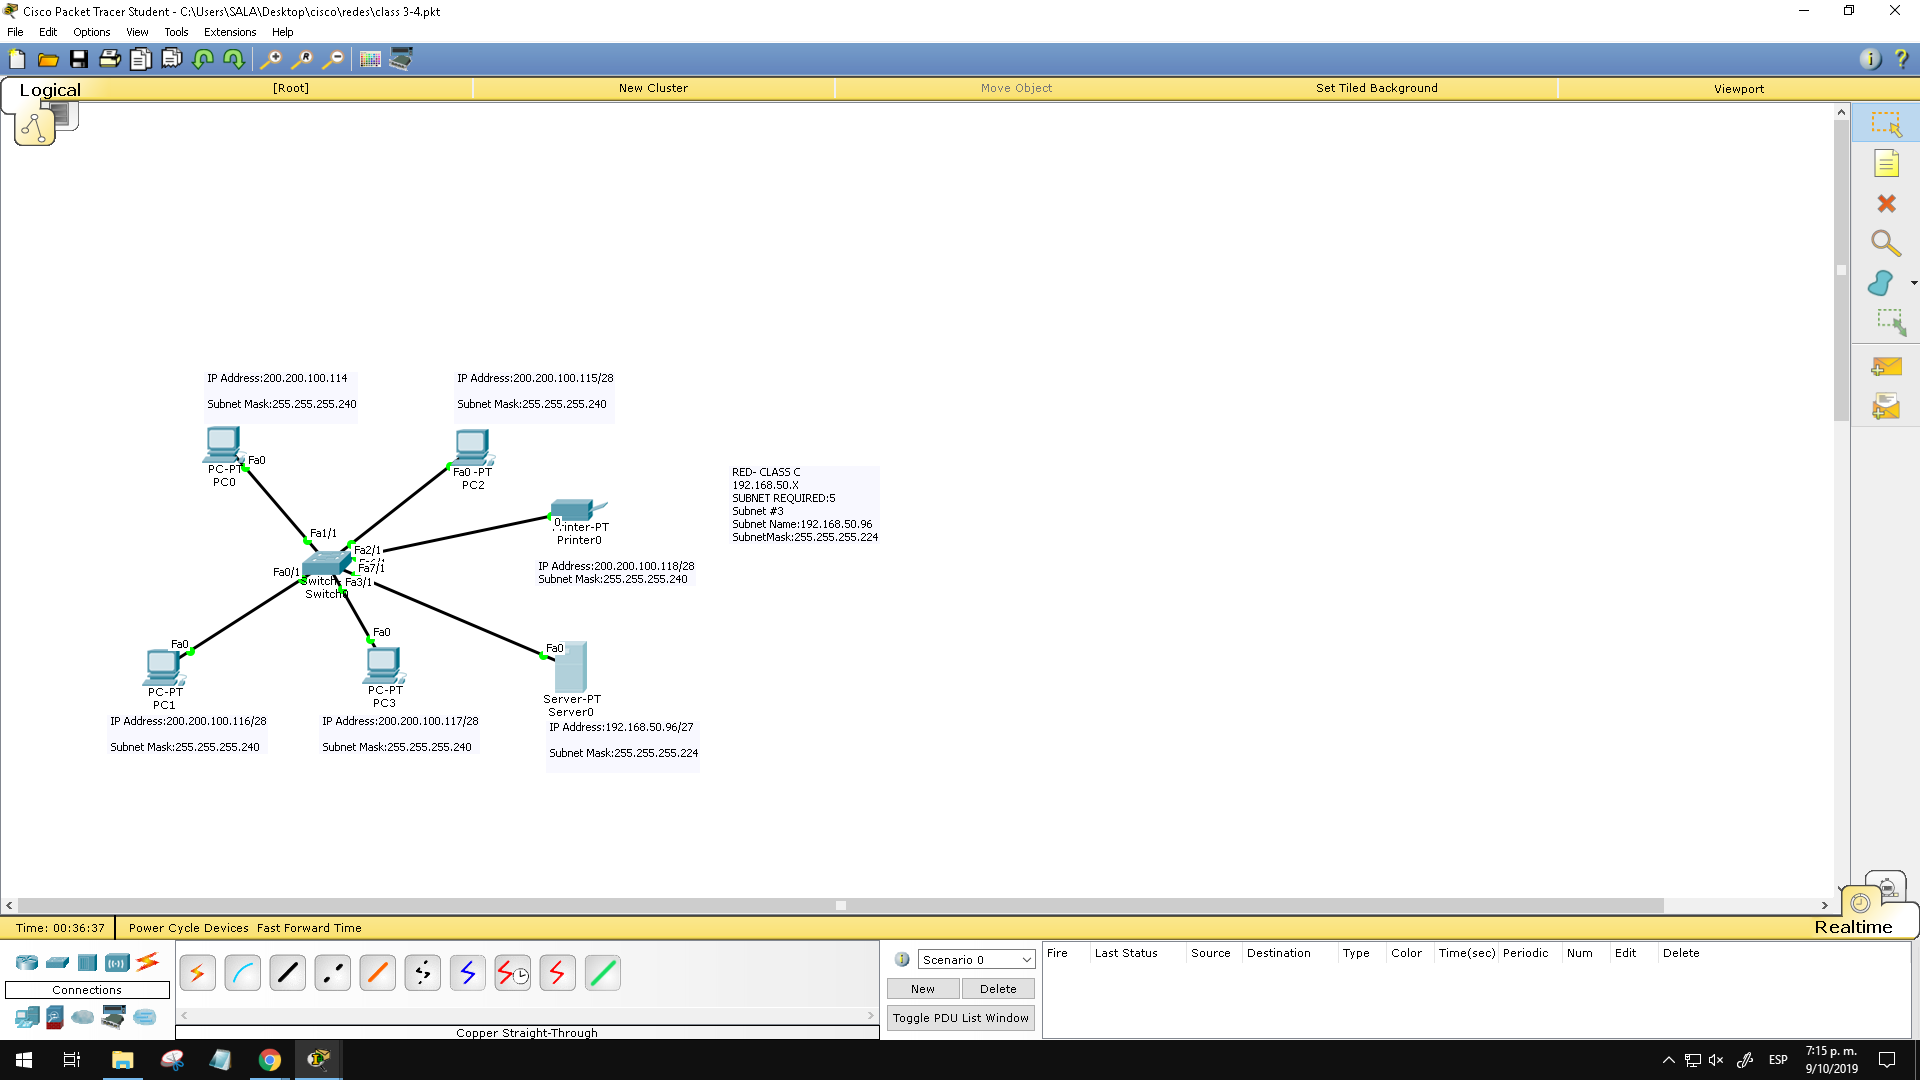 Cisco Packet Tracer Student - C:\Users\SALA\Desktop\cisco\redes\class 3-4.pkt
File Edit Options View Tools Extensions Help
Logical [Root] New Cluster Move Object Set Tiled Background Viewport
IP Address:200.200.100.114
Subnet Mask:255.255.255.240
IP Address:200.200.100.115/28
Subnet Mask:255.255.255.240
Fa0
PC-PT
PC0
Fa0 -PT
PC2
RED- CLASS C
192.168.50.X
SUBNET REQUIRED:5
Subnet #3
Subnet Name:192.168.50.96
SubnetMask:255.255.255.224
Printer-PT
Printer0
IP Address:200.200.100.118/28
Subnet Mask:255.255.255.240
Fa1/1
Fa2/1
Fa7/1
Fa0/1
Fa3/1
Switch0
Fa0
PC-PT
PC1
IP Address:200.200.100.116/28
Subnet Mask:255.255.255.240
Fa0
PC-PT
PC3
IP Address:200.200.100.117/28
Subnet Mask:255.255.255.240
Fa0
Server-PT
Server0
IP Address:192.168.50.96/27
Subnet Mask:255.255.255.224
Time: 00:36:37 Power Cycle Devices Fast Forward Time
Realtime
Connections
Copper Straight-Through
Scenario 0
New Delete
Toggle PDU List Window
Fire Last Status Source Destination Type Color Time(sec) Periodic Num Edit Delete
ESP
7:15 p. m.
9/10/2019